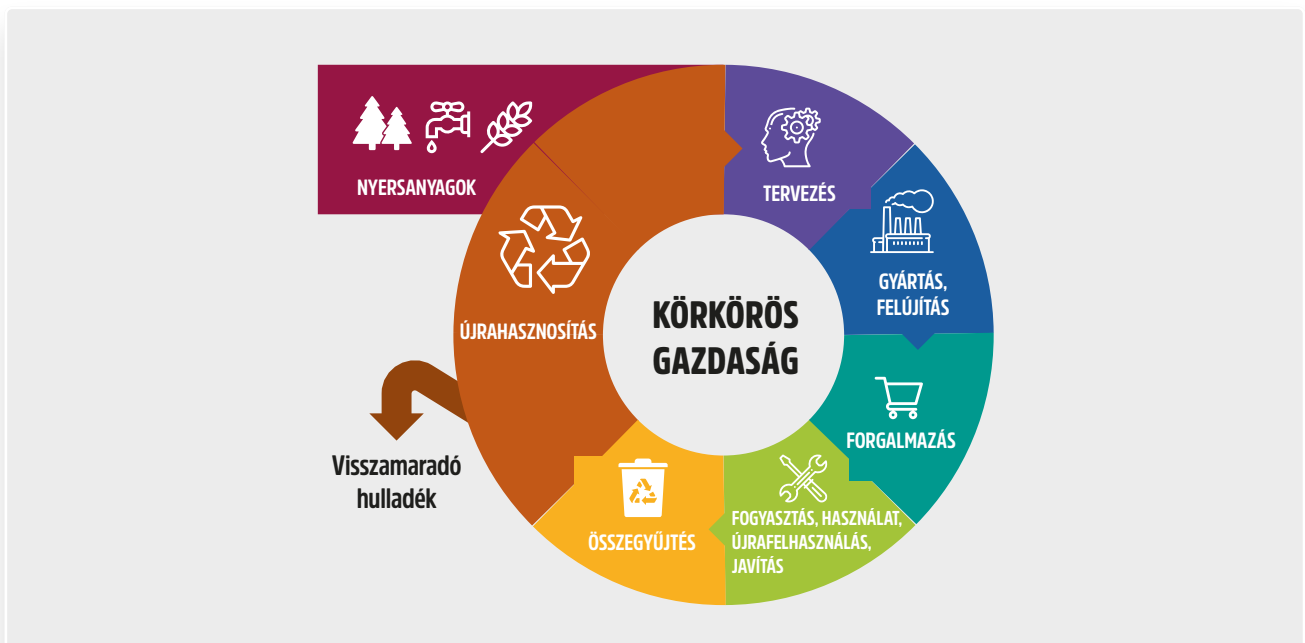 NYERSANYAGOK
TERVEZÉS
GYÁRTÁS,
FELÚJÍTÁS
FORGALMAZÁS
FOGYASZTÁS, HASZNÁLAT,
ÚJRAFELHASZNÁLÁS,
JAVÍTÁS
ÖSSZEGYŰJTÉS
ÚJRAHASZNOSÍTÁS
Visszamaradó
hulladék
KÖRKÖRÖS
GAZDASÁG